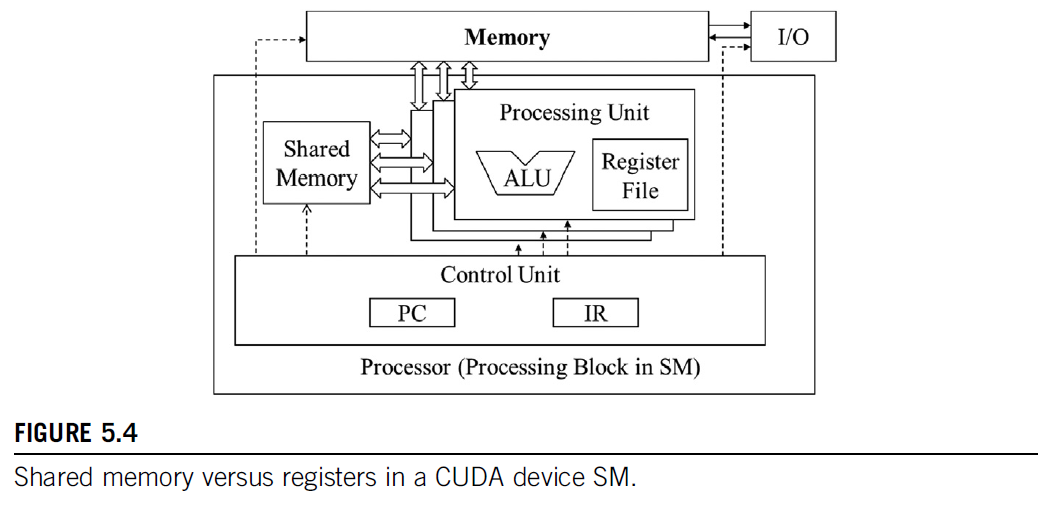 Memory
I/O
Processing Unit
Shared
Memory
ALU
Register
File
Control Unit
PC
IR
Processor (Processing Block in SM)
FIGURE 5.4
Shared memory versus registers in a CUDA device SM.